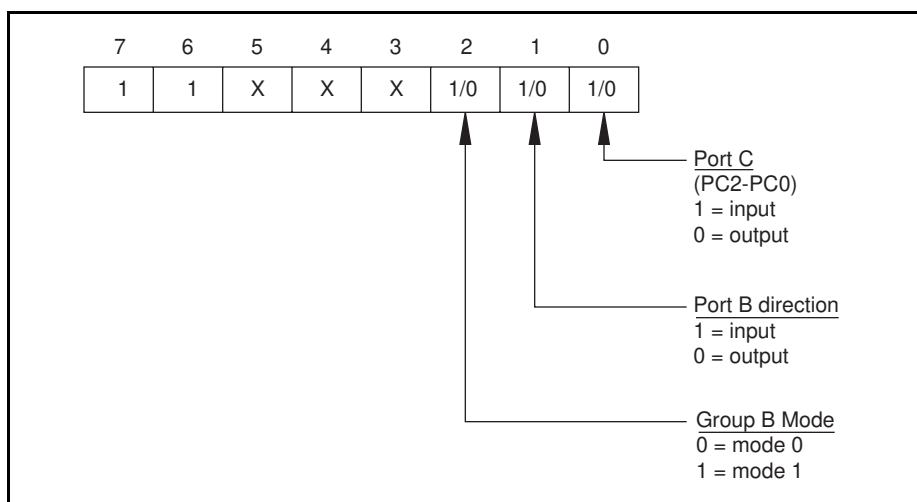 7 6 5 4 3 2 1 0
1 1 X X X 1/0 1/0 1/0
Port C
(PC2-PC0)
1 = input
0 = output
Port B direction
1 = input
0 = output
Group B Mode
0 = mode 0
1 = mode 1